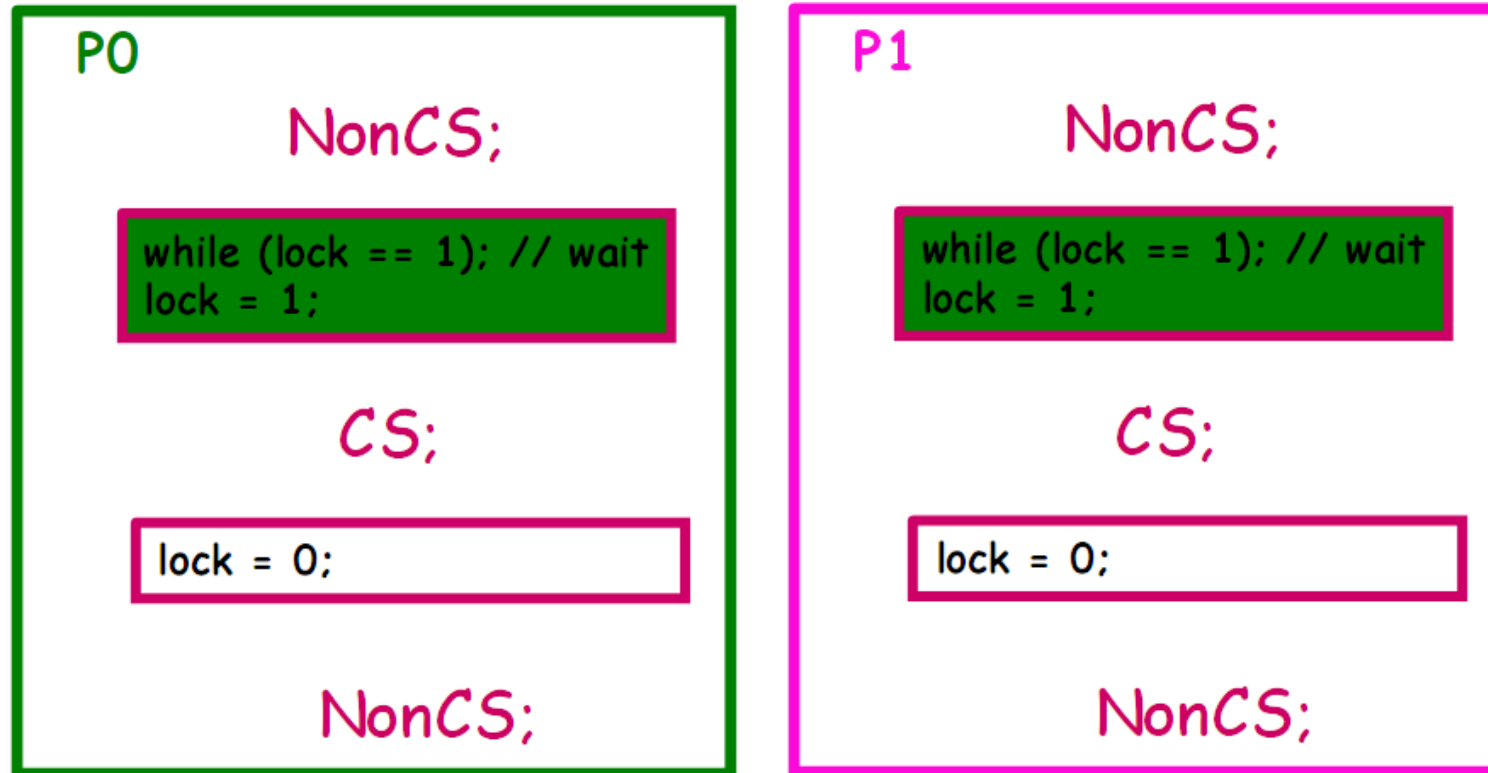 P0
NonCS;
while (lock == 1); // wait
lock = 1;
CS;
lock = 0;
NonCS;
P1
NonCS;
while (lock == 1); // wait
lock = 1;
CS;
lock = 0;
NonCS;